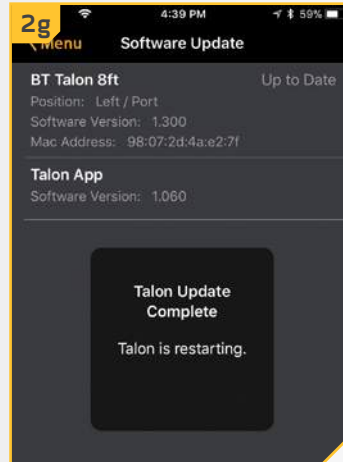 2g
4:39 PM
59%
Menu
Software Update
BT Talon 8ft
Up to Date
Position: Left / Port
Software Version: 1.300
Mac Address: 98:07:2d:4a:e2:7f
Talon App
Software Version: 1.060
Talon Update
Complete
Talon is restarting.